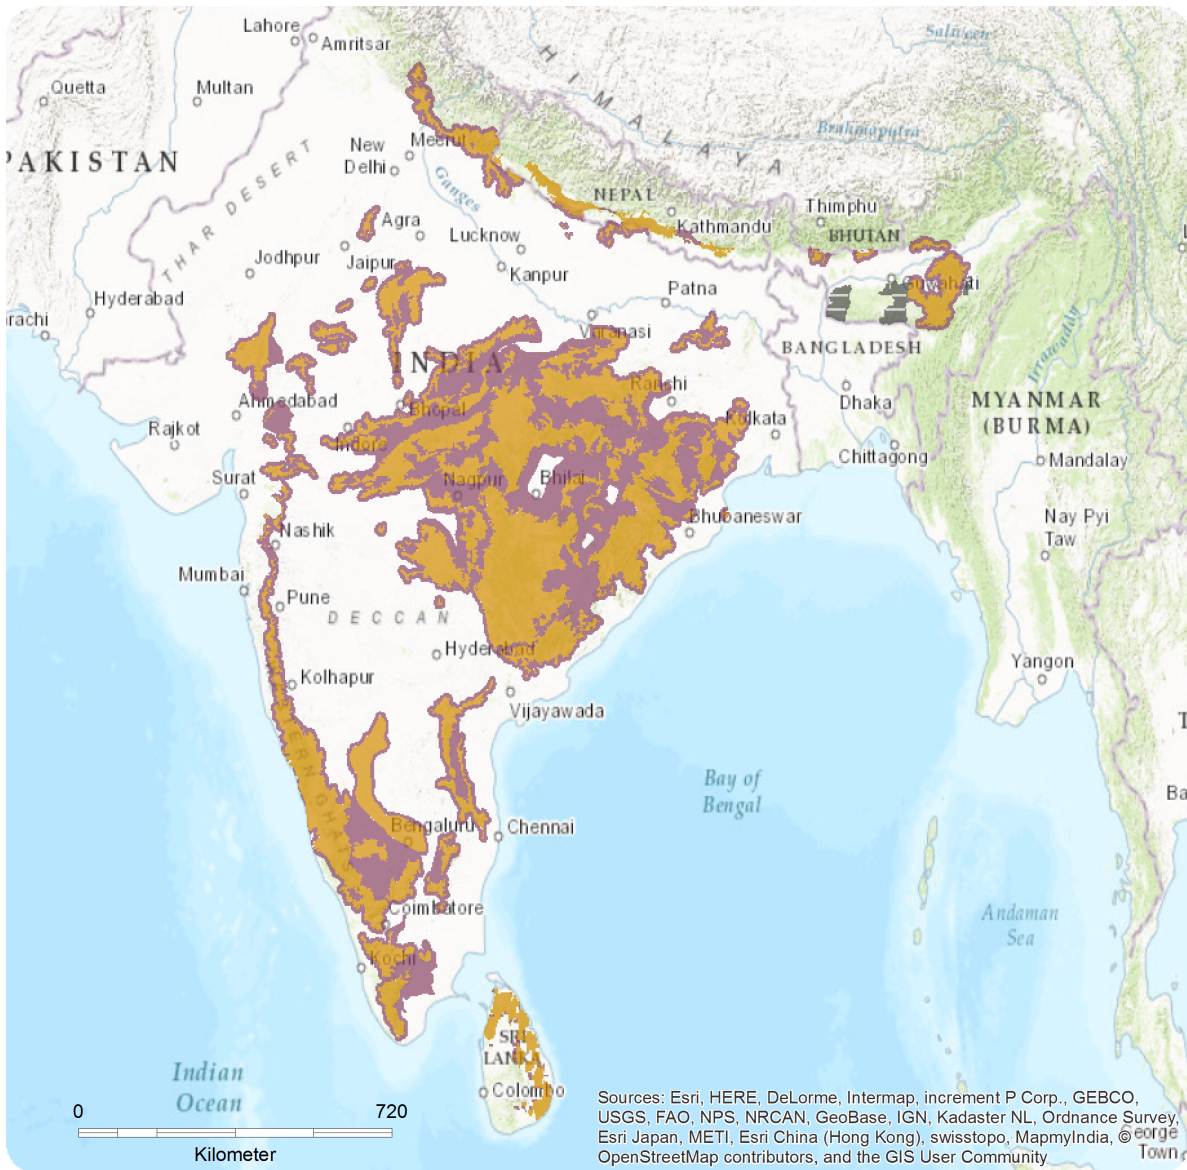 Lahore
Amritsar
Quetta
Multan
HIMALAYA
Salween
Brahmaputra
PAKISTAN
THAR DESERT
New
Delhi
Meerut
Ganges
NEPAL
Kathmandu
Thimphu
BHUTAN
Agra
Lucknow
Jodhpur
Jaipur
Kanpur
Patna
Guwahati
Hyderabad
arachi
Varanasi
BANGLADESH
Irrawaddy
INDIA
Ranchi
Dhaka
MYANMAR
(BURMA)
Ahmedabad
Bhopal
Kolkata
Rajkot
Indore
Chittagong
Mandalay
Surat
Nagpur
Bhilai
Nashik
Bhubaneswar
Nay Pyi
Taw
Mumbai
Pune
DECCAN
Hyderabad
Yangon
Kolhapur
Vijayawada
WESTERN GHATS
T
Bay of
Bengal
Ba
Bengaluru
Chennai
Coimbatore
Andaman
Sea
Kochi
SRI
LANKA
Indian
Ocean
Colombo
0 720
Kilometer
Sources: Esri, HERE, DeLorme, Intermap, increment P Corp., GEBCO,
USGS, FAO, NPS, NRCAN, GeoBase, IGN, Kadaster NL, Ordnance Survey,
Esri Japan, METI, Esri China (Hong Kong), swisstopo, MapmyIndia, ©
OpenStreetMap contributors, and the GIS User Community
George
Town